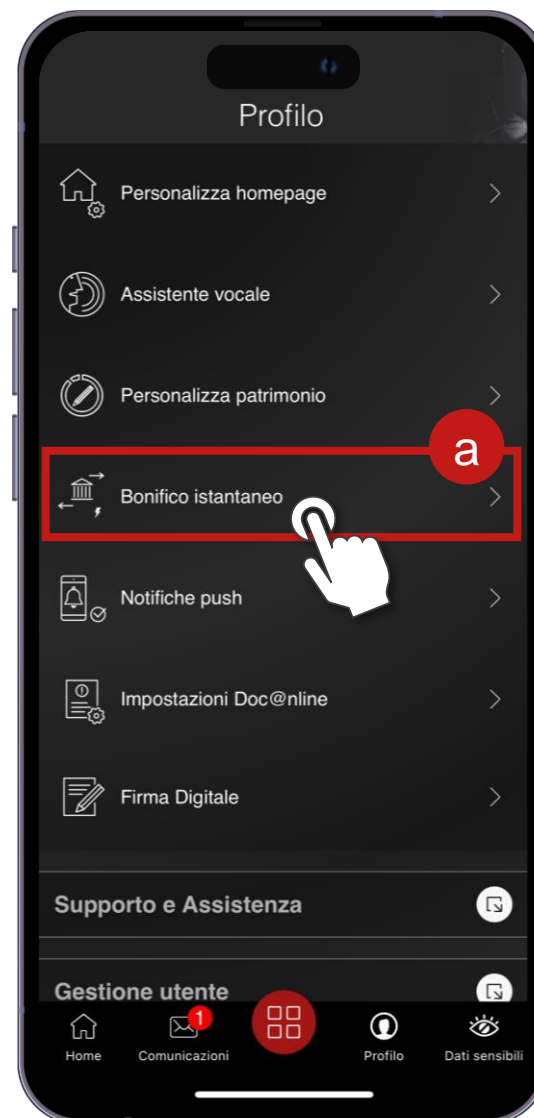 Profilo
Personalizza homepage
Assistente vocale
Personalizza patrimonio
a
Bonifico istantaneo
Notifiche push
Impostazioni Doc@nline
Firma Digitale
Supporto e Assistenza
Gestione utente
1
Home Comunicazioni Profilo Dati sensibili